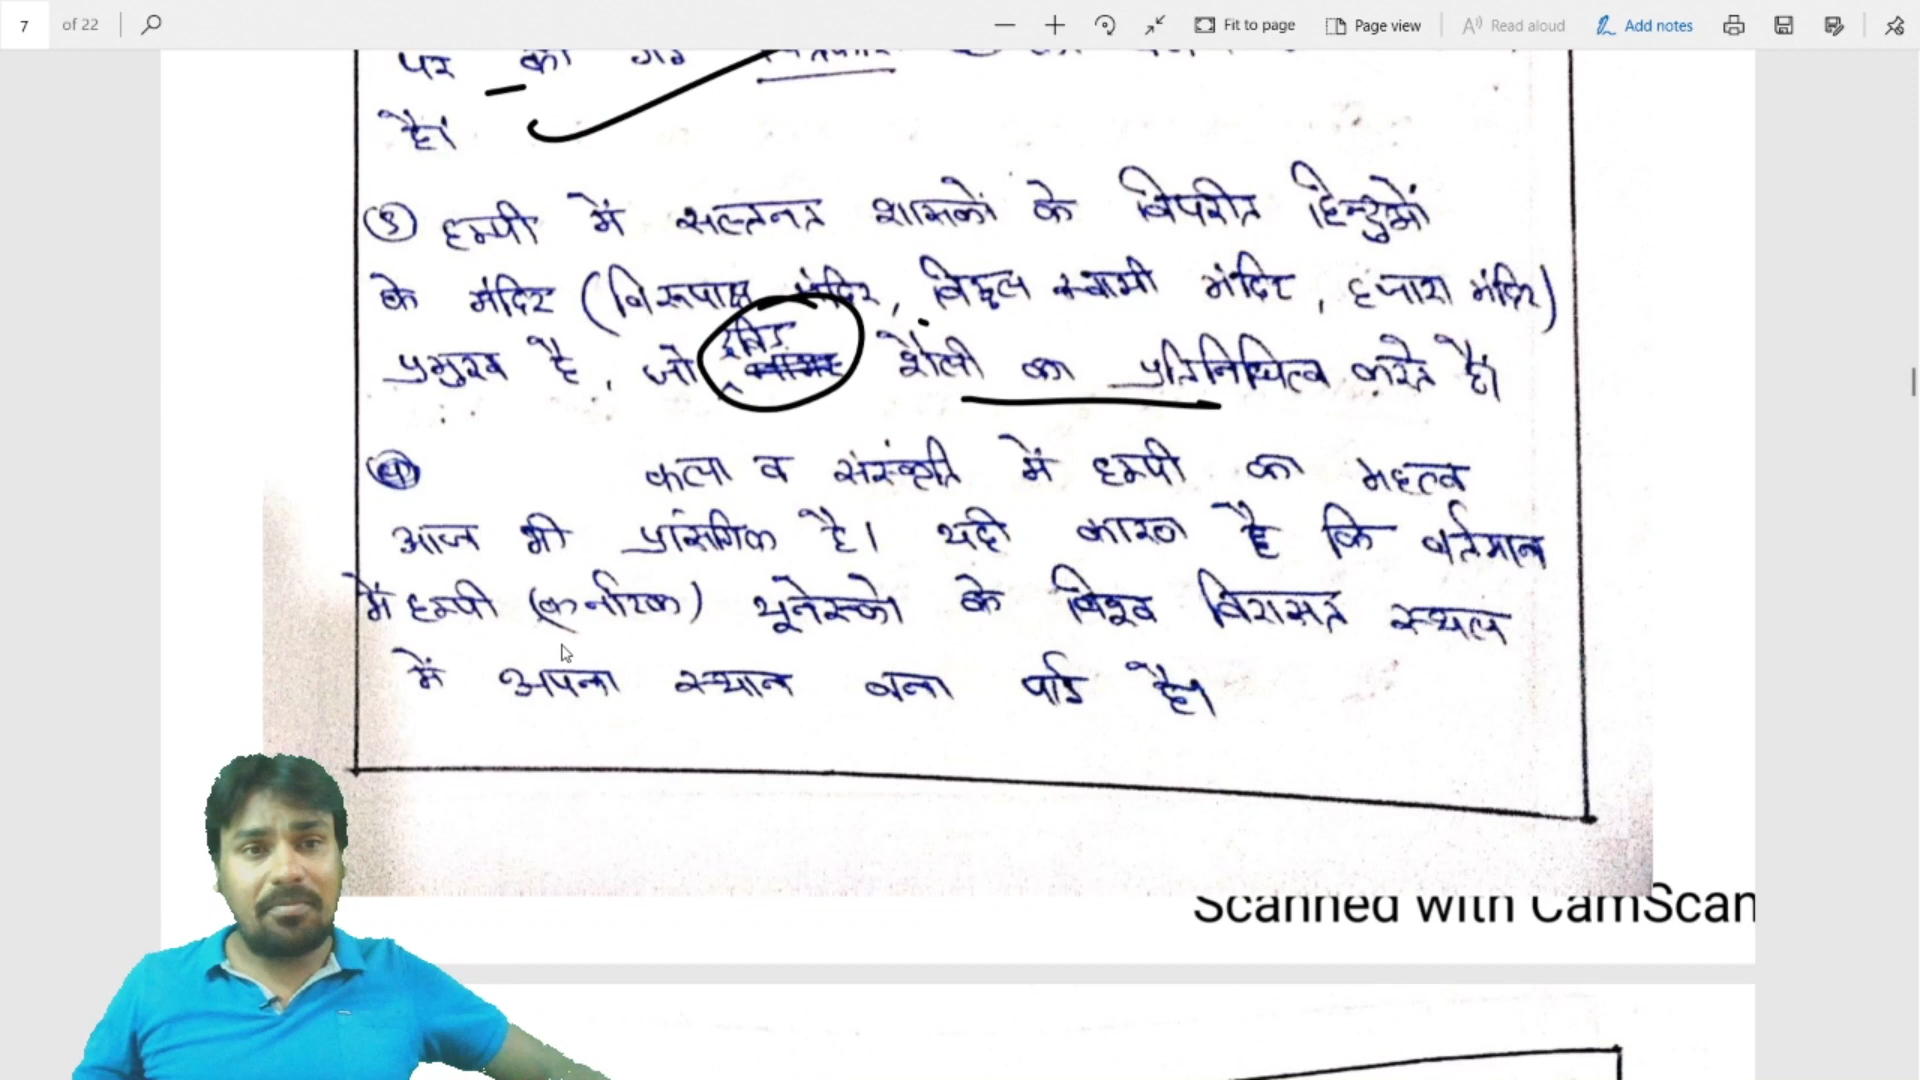 7 of 22 Fit to page Page view Read aloud Add notes
पर की गई
है।
③ हम्पी में सल्तनत शासकों के विपरीत हिन्दुओं
के मंदिर (विरूपाक्ष मंदिर, विठ्ठल स्वामी मंदिर, हजारा मंदिर)
प्रमुख है, जो द्रविड़ शैली का प्रतिनिधित्व करते है।
④ कला व संस्कृति में हम्पी का महत्व
आज भी प्रासंगिक है। यही कारण है कि वर्तमान
में हम्पी (कर्नाटक) यूनेस्को के विश्व विरासत स्थल
में अपना स्थान बना पाई है।
Scanned with CamScan